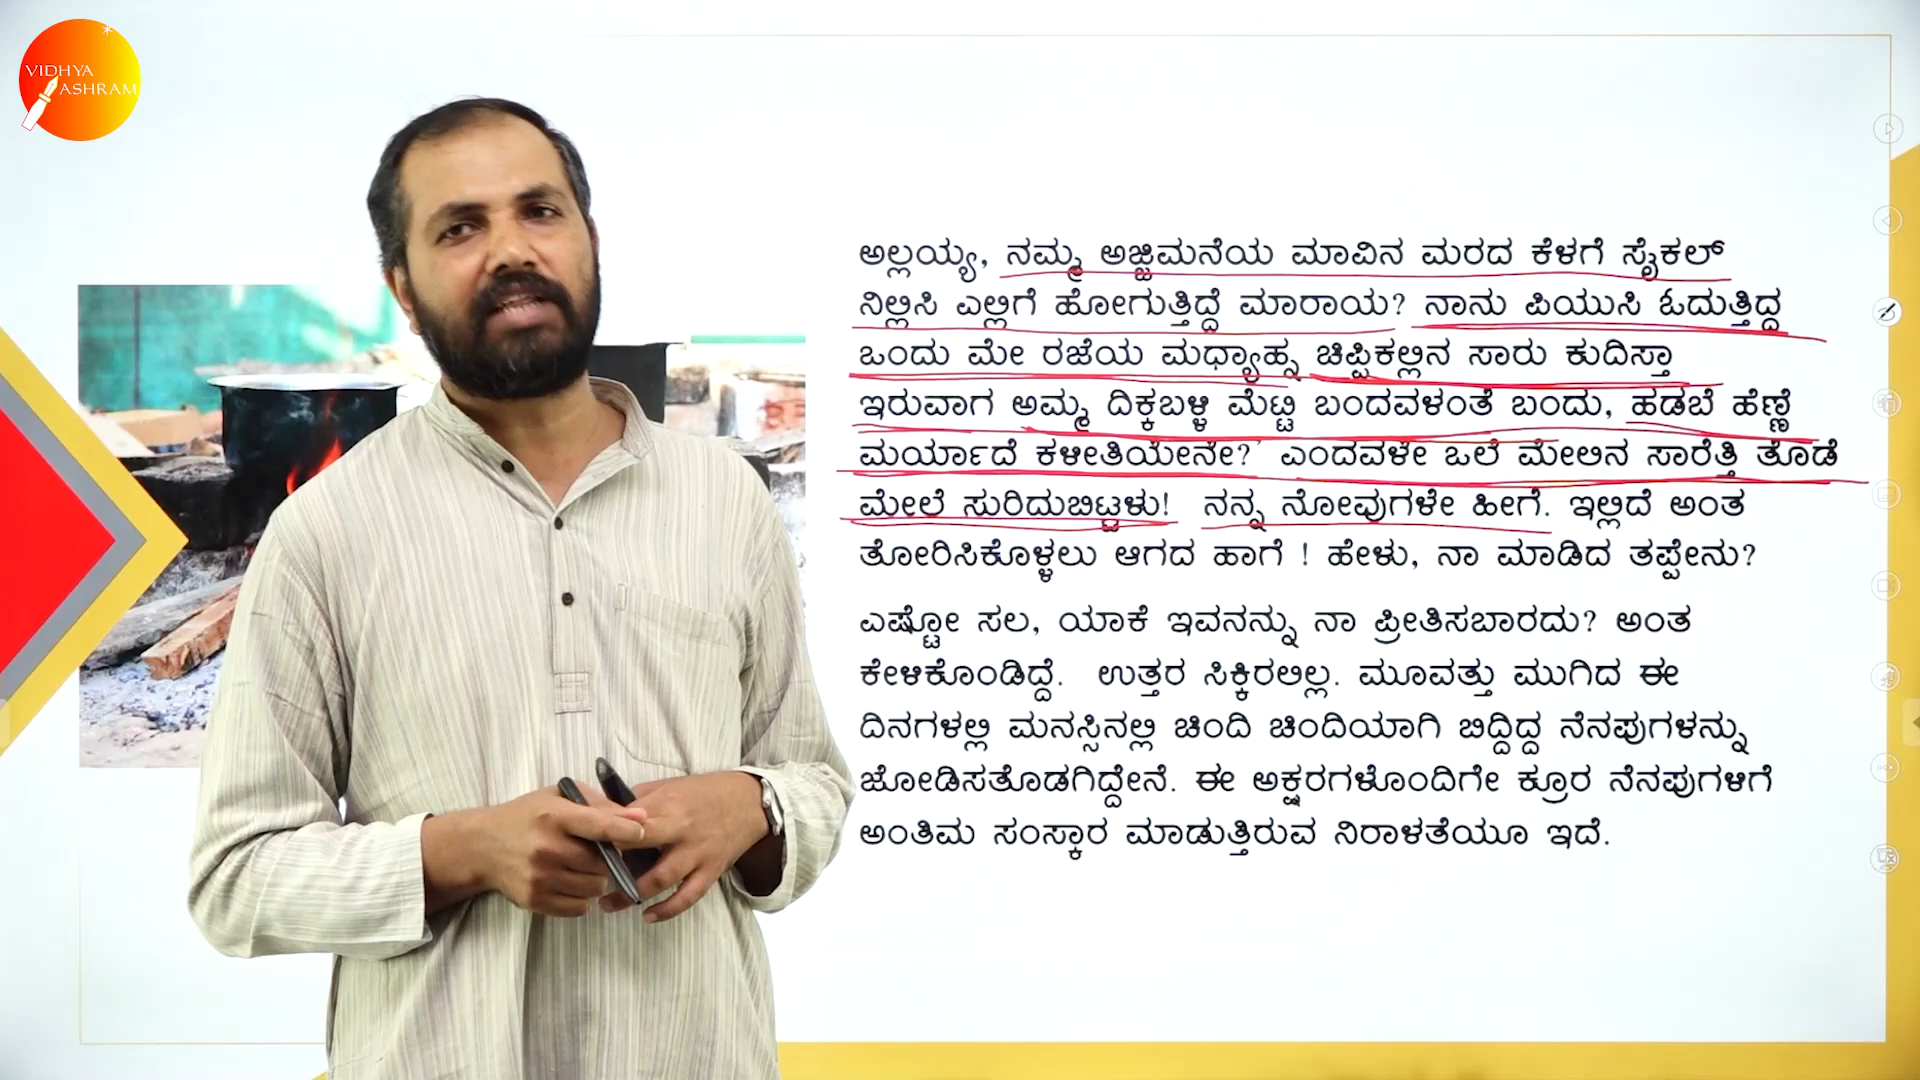 VIDHYA
ASHRAM
ಅಲ್ಲಯ್ಯ, ನಮ್ಮ ಅಜ್ಜಿಮನೆಯ ಮಾವಿನ ಮರದ ಕೆಳಗೆ ಸೈಕಲ್
ನಿಲ್ಲಿಸಿ ಎಲ್ಲಿಗೆ ಹೋಗುತ್ತಿದ್ದೆ ಮಾರಾಯ? ನಾನು ಪಿಯುಸಿ ಓದುತ್ತಿದ್ದ
ಒಂದು ಮೇ ರಜೆಯ ಮಧ್ಯಾಹ್ನ ಚಿಪ್ಪಿಕಲ್ಲಿನ ಸಾರು ಕುದಿಸ್ತಾ
ಇರುವಾಗ ಅಮ್ಮ ದಿಕ್ಕಬಳ್ಳಿ ಮೆಟ್ಟಿ ಬಂದವಳಂತೆ ಬಂದು, ಹಡಬೆ ಹೆಣ್ಣೆ
ಮರ್ಯಾದೆ ಕಳೀತಿಯೇನೇ? ಎಂದವಳೇ ಒಲೆ ಮೇಲಿನ ಸಾರೆತ್ತಿ ತೊಡೆ
ಮೇಲೆ ಸುರಿದುಬಿಟ್ಟಳು! ನನ್ನ ನೋವುಗಳೇ ಹೀಗೆ. ಇಲ್ಲಿದೆ ಅಂತ
ತೋರಿಸಿಕೊಳ್ಳಲು ಆಗದ ಹಾಗೆ ! ಹೇಳು, ನಾ ಮಾಡಿದ ತಪ್ಪೇನು?
ಎಷ್ಟೋ ಸಲ, ಯಾಕೆ ಇವನನ್ನು ನಾ ಪ್ರೀತಿಸಬಾರದು? ಅಂತ
ಕೇಳಿಕೊಂಡಿದ್ದೆ. ಉತ್ತರ ಸಿಕ್ಕಿರಲಿಲ್ಲ. ಮೂವತ್ತು ಮುಗಿದ ಈ
ದಿನಗಳಲ್ಲಿ ಮನಸ್ಸಿನಲ್ಲಿ ಚಿಂದಿ ಚಿಂದಿಯಾಗಿ ಬಿದ್ದಿದ್ದ ನೆನಪುಗಳನ್ನು
ಜೋಡಿಸತೊಡಗಿದ್ದೇನೆ. ಈ ಅಕ್ಷರಗಳೊಂದಿಗೇ ಕ್ರೂರ ನೆನಪುಗಳಿಗೆ
ಅಂತಿಮ ಸಂಸ್ಕಾರ ಮಾಡುತ್ತಿರುವ ನಿರಾಳತೆಯೂ ಇದೆ.